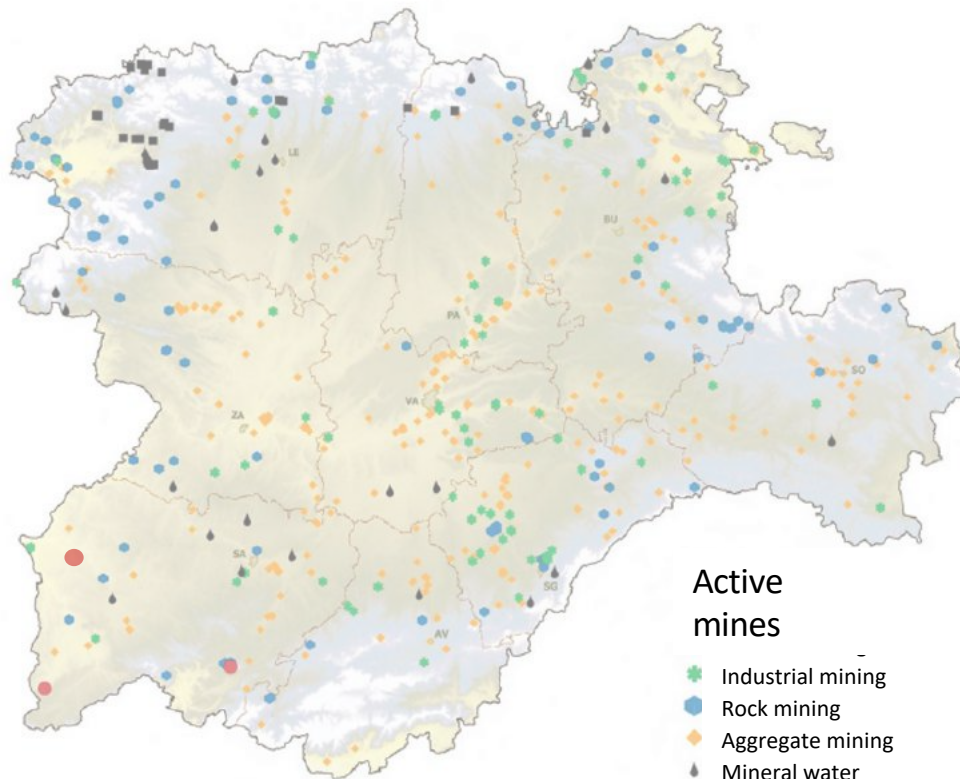 LE
BU
PA
SO
VA
ZA
SA
SG
AV
Active
mines
Industrial mining
Rock mining
Aggregate mining
Mineral water